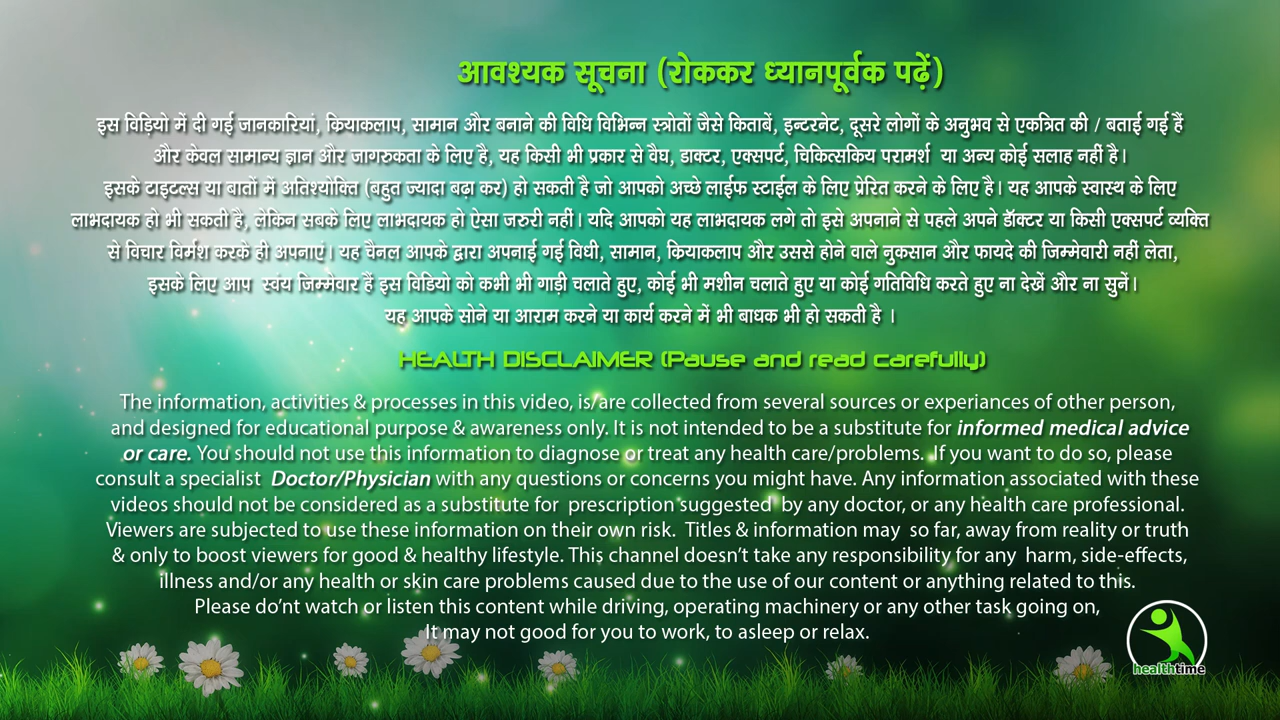 आवश्यक सूचना (रोककर ध्यानपूर्वक पढ़ें)
इस विड़ियो में दी गई जानकारियां, क्रियाकलाप, सामान और बनाने की विधि विभिन्न स्त्रोतों जैसे किताबें, इन्टरनेट, दूसरे लोगों के अनुभव से एकत्रित की / बताई गई हैं
और केवल सामान्य ज्ञान और जागरुकता के लिए है, यह किसी भी प्रकार से वैघ, डाक्टर, एक्सपर्ट, चिकित्सकिय परामर्श या अन्य कोई सलाह नहीं है।
इसके टाइटल्स या बातों में अतिश्योक्ति (बहुत ज्यादा बढ़ा कर) हो सकती है जो आपको अच्छे लाईफ स्टाईल के लिए प्रेरित करने के लिए है। यह आपके स्वास्थ के लिए
लाभदायक हो भी सकती है, लेकिन सबके लिए लाभदायक हो ऐसा जरुरी नहीं। यदि आपको यह लाभदायक लगे तो इसे अपनाने से पहले अपने डॅाक्टर या किसी एक्सपर्ट व्यक्ति
से विचार विर्मश करके ही अपनाएं। यह चैनल आपके द्वारा अपनाई गई विधी, सामान, क्रियाकलाप और उससे होने वाले नुकसान और फायदे की जिम्मेवारी नहीं लेता,
इसके लिए आप स्वंय जिम्मेवार हैं इस विडियो को कभी भी गाड़ी चलाते हुए, कोई भी मशीन चलाते हुए या कोई गतिविधि करते हुए ना देखें और ना सुनें।
यह आपके सोने या आराम करने या कार्य करने में भी बाधक भी हो सकती है ।
HEALTH DISCLAIMER (Pause and read carefully)
The information, activities & processes in this video, is/are collected from several sources or experiances of other person,
and designed for educational purpose & awareness only. It is not intended to be a substitute for informed medical advice
or care. You should not use this information to diagnose or treat any health care/problems. If you want to do so, please
consult a specialist Doctor/Physician with any questions or concerns you might have. Any information associated with these
videos should not be considered as a substitute for prescription suggested by any doctor, or any health care professional.
Viewers are subjected to use these information on their own risk. Titles & information may so far, away from reality or truth
& only to boost viewers for good & healthy lifestyle. This channel doesn't take any responsibility for any harm, side-effects,
illness and/or any health or skin care problems caused due to the use of our content or anything related to this.
Please do'nt watch or listen this content while driving, operating machinery or any other task going on,
It may not good for you to work, to asleep or relax.
healthtime